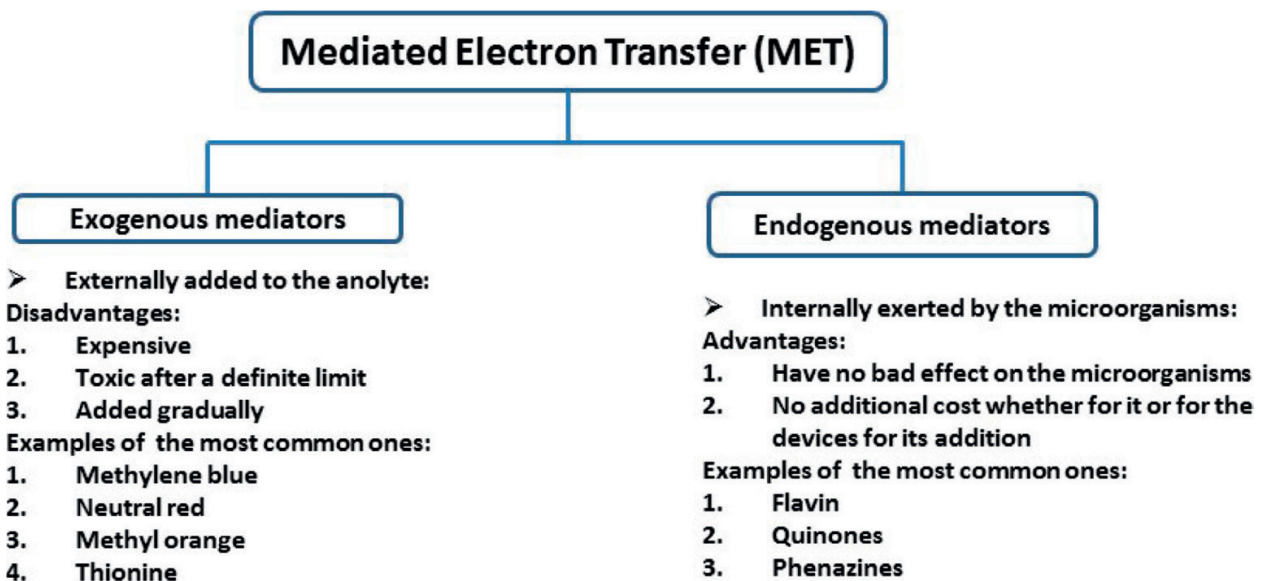 Mediated Electron Transfer (MET)
Exogenous mediators
➢ Externally added to the anolyte:
Disadvantages:
1. Expensive
2. Toxic after a definite limit
3. Added gradually
Examples of the most common ones:
1. Methylene blue
2. Neutral red
3. Methyl orange
4. Thionine
Endogenous mediators
➢ Internally exerted by the microorganisms:
Advantages:
1. Have no bad effect on the microorganisms
2. No additional cost whether for it or for the
devices for its addition
Examples of the most common ones:
1. Flavin
2. Quinones
3. Phenazines